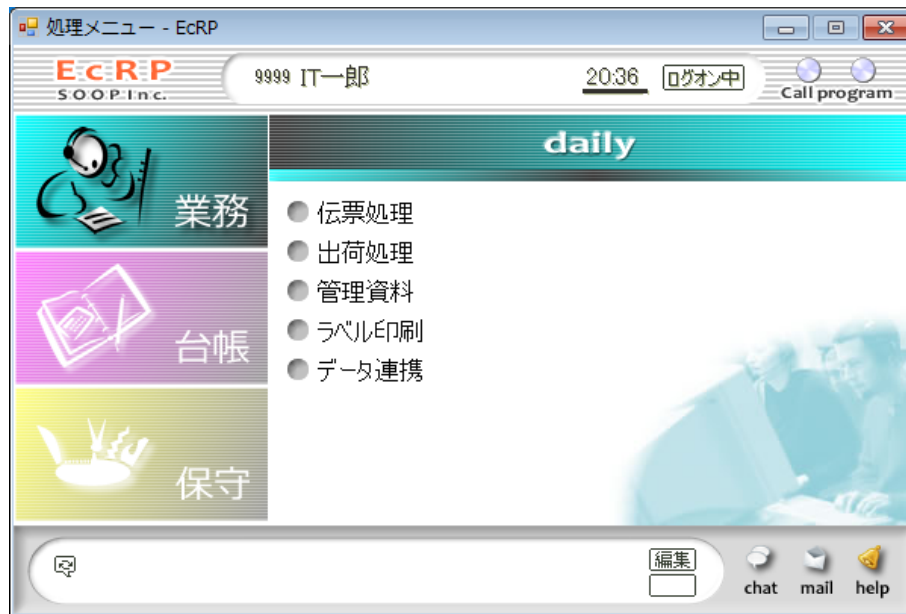 処理メニュー - EcRP
EcRP
SOOP Inc.
9999 IT一郎
20:36
ログオン中
Call program
業務
台帳
保守
daily
伝票処理
出荷処理
管理資料
ラベル印刷
データ連携
編集
chat
mail
help